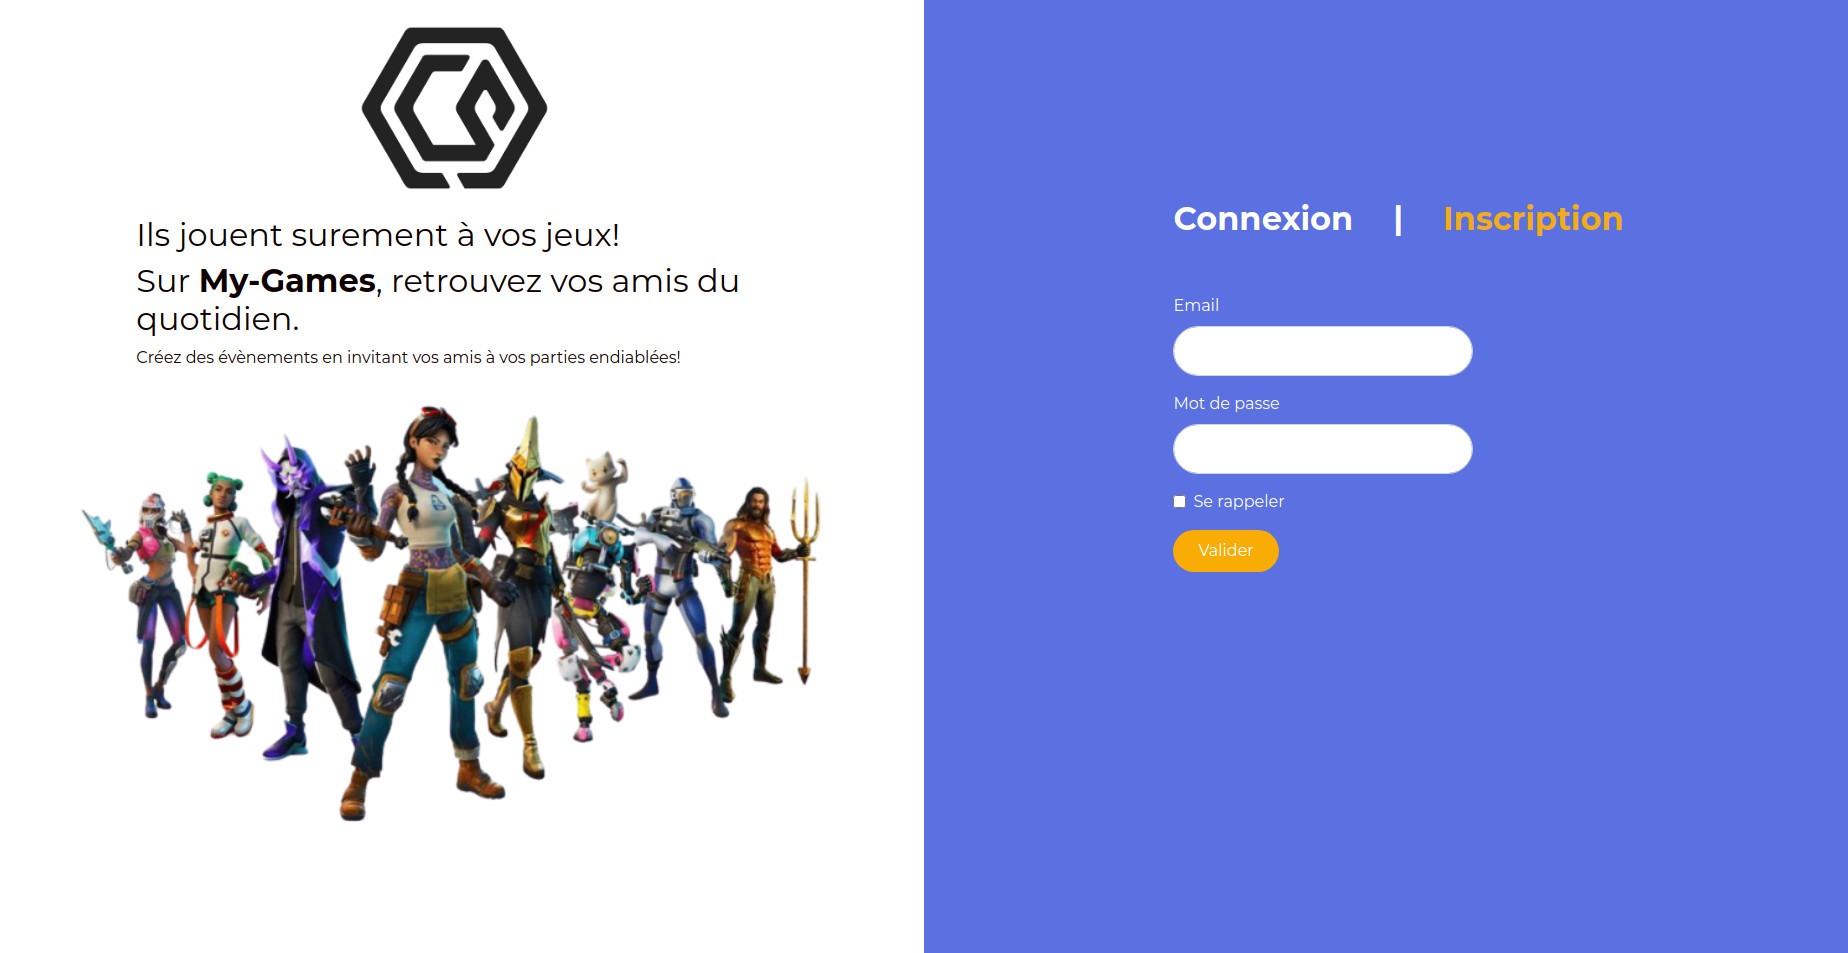 Ils jouent surement à vos jeux!
Sur My-Games, retrouvez vos amis du
quotidien.
Créez des évènements en invitant vos amis à vos parties endiablées!
Connexion | Inscription
Email
Mot de passe
Se rappeler
Valider